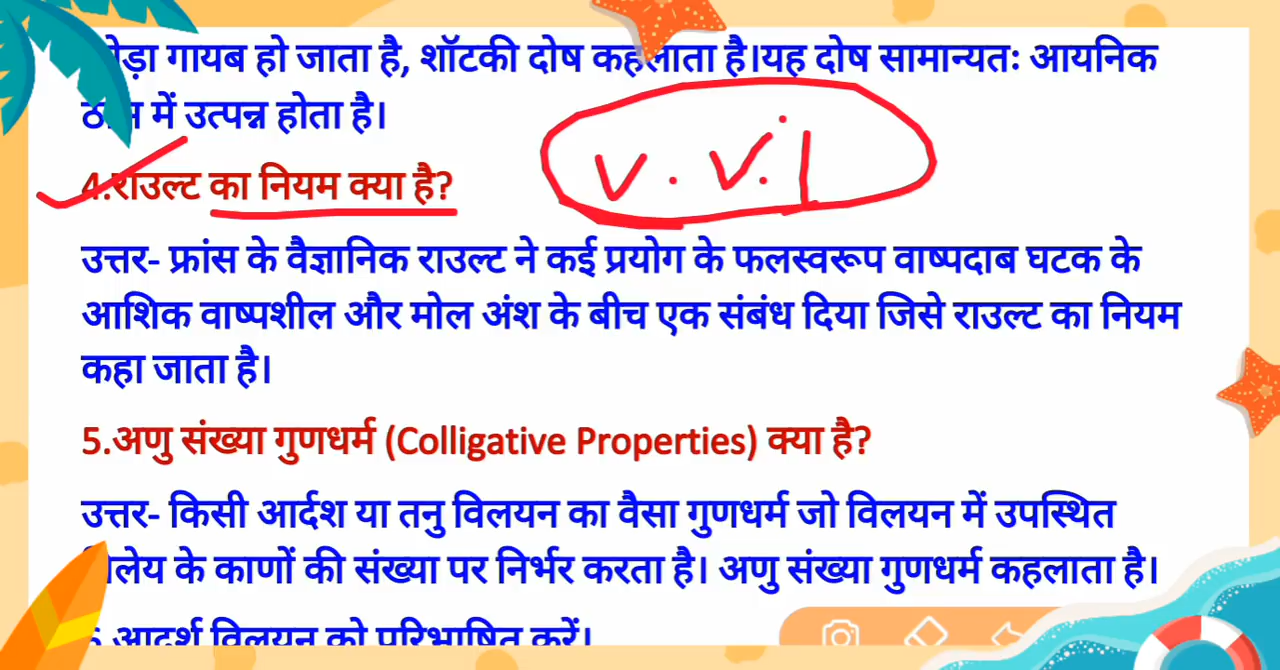 गायब हो जाता है, शॉटकी दोष कहलाता है।यह दोष सामान्यतः आयनिक
में उत्पन्न होता है।
4.राउल्ट का नियम क्या है?
v. v. i
उत्तर- फ्रांस के वैज्ञानिक राउल्ट ने कई प्रयोग के फलस्वरूप वाष्पदाब घटक के
आशिक वाष्पशील और मोल अंश के बीच एक संबंध दिया जिसे राउल्ट का नियम
कहा जाता है।
5.अणु संख्या गुणधर्म (Colligative Properties) क्या है?
उत्तर- किसी आर्दश या तनु विलयन का वैसा गुणधर्म जो विलयन में उपस्थित
के काणों की संख्या पर निर्भर करता है। अणु संख्या गुणधर्म कहलाता है।
आदर्श विलयन को परिभाषित करें।